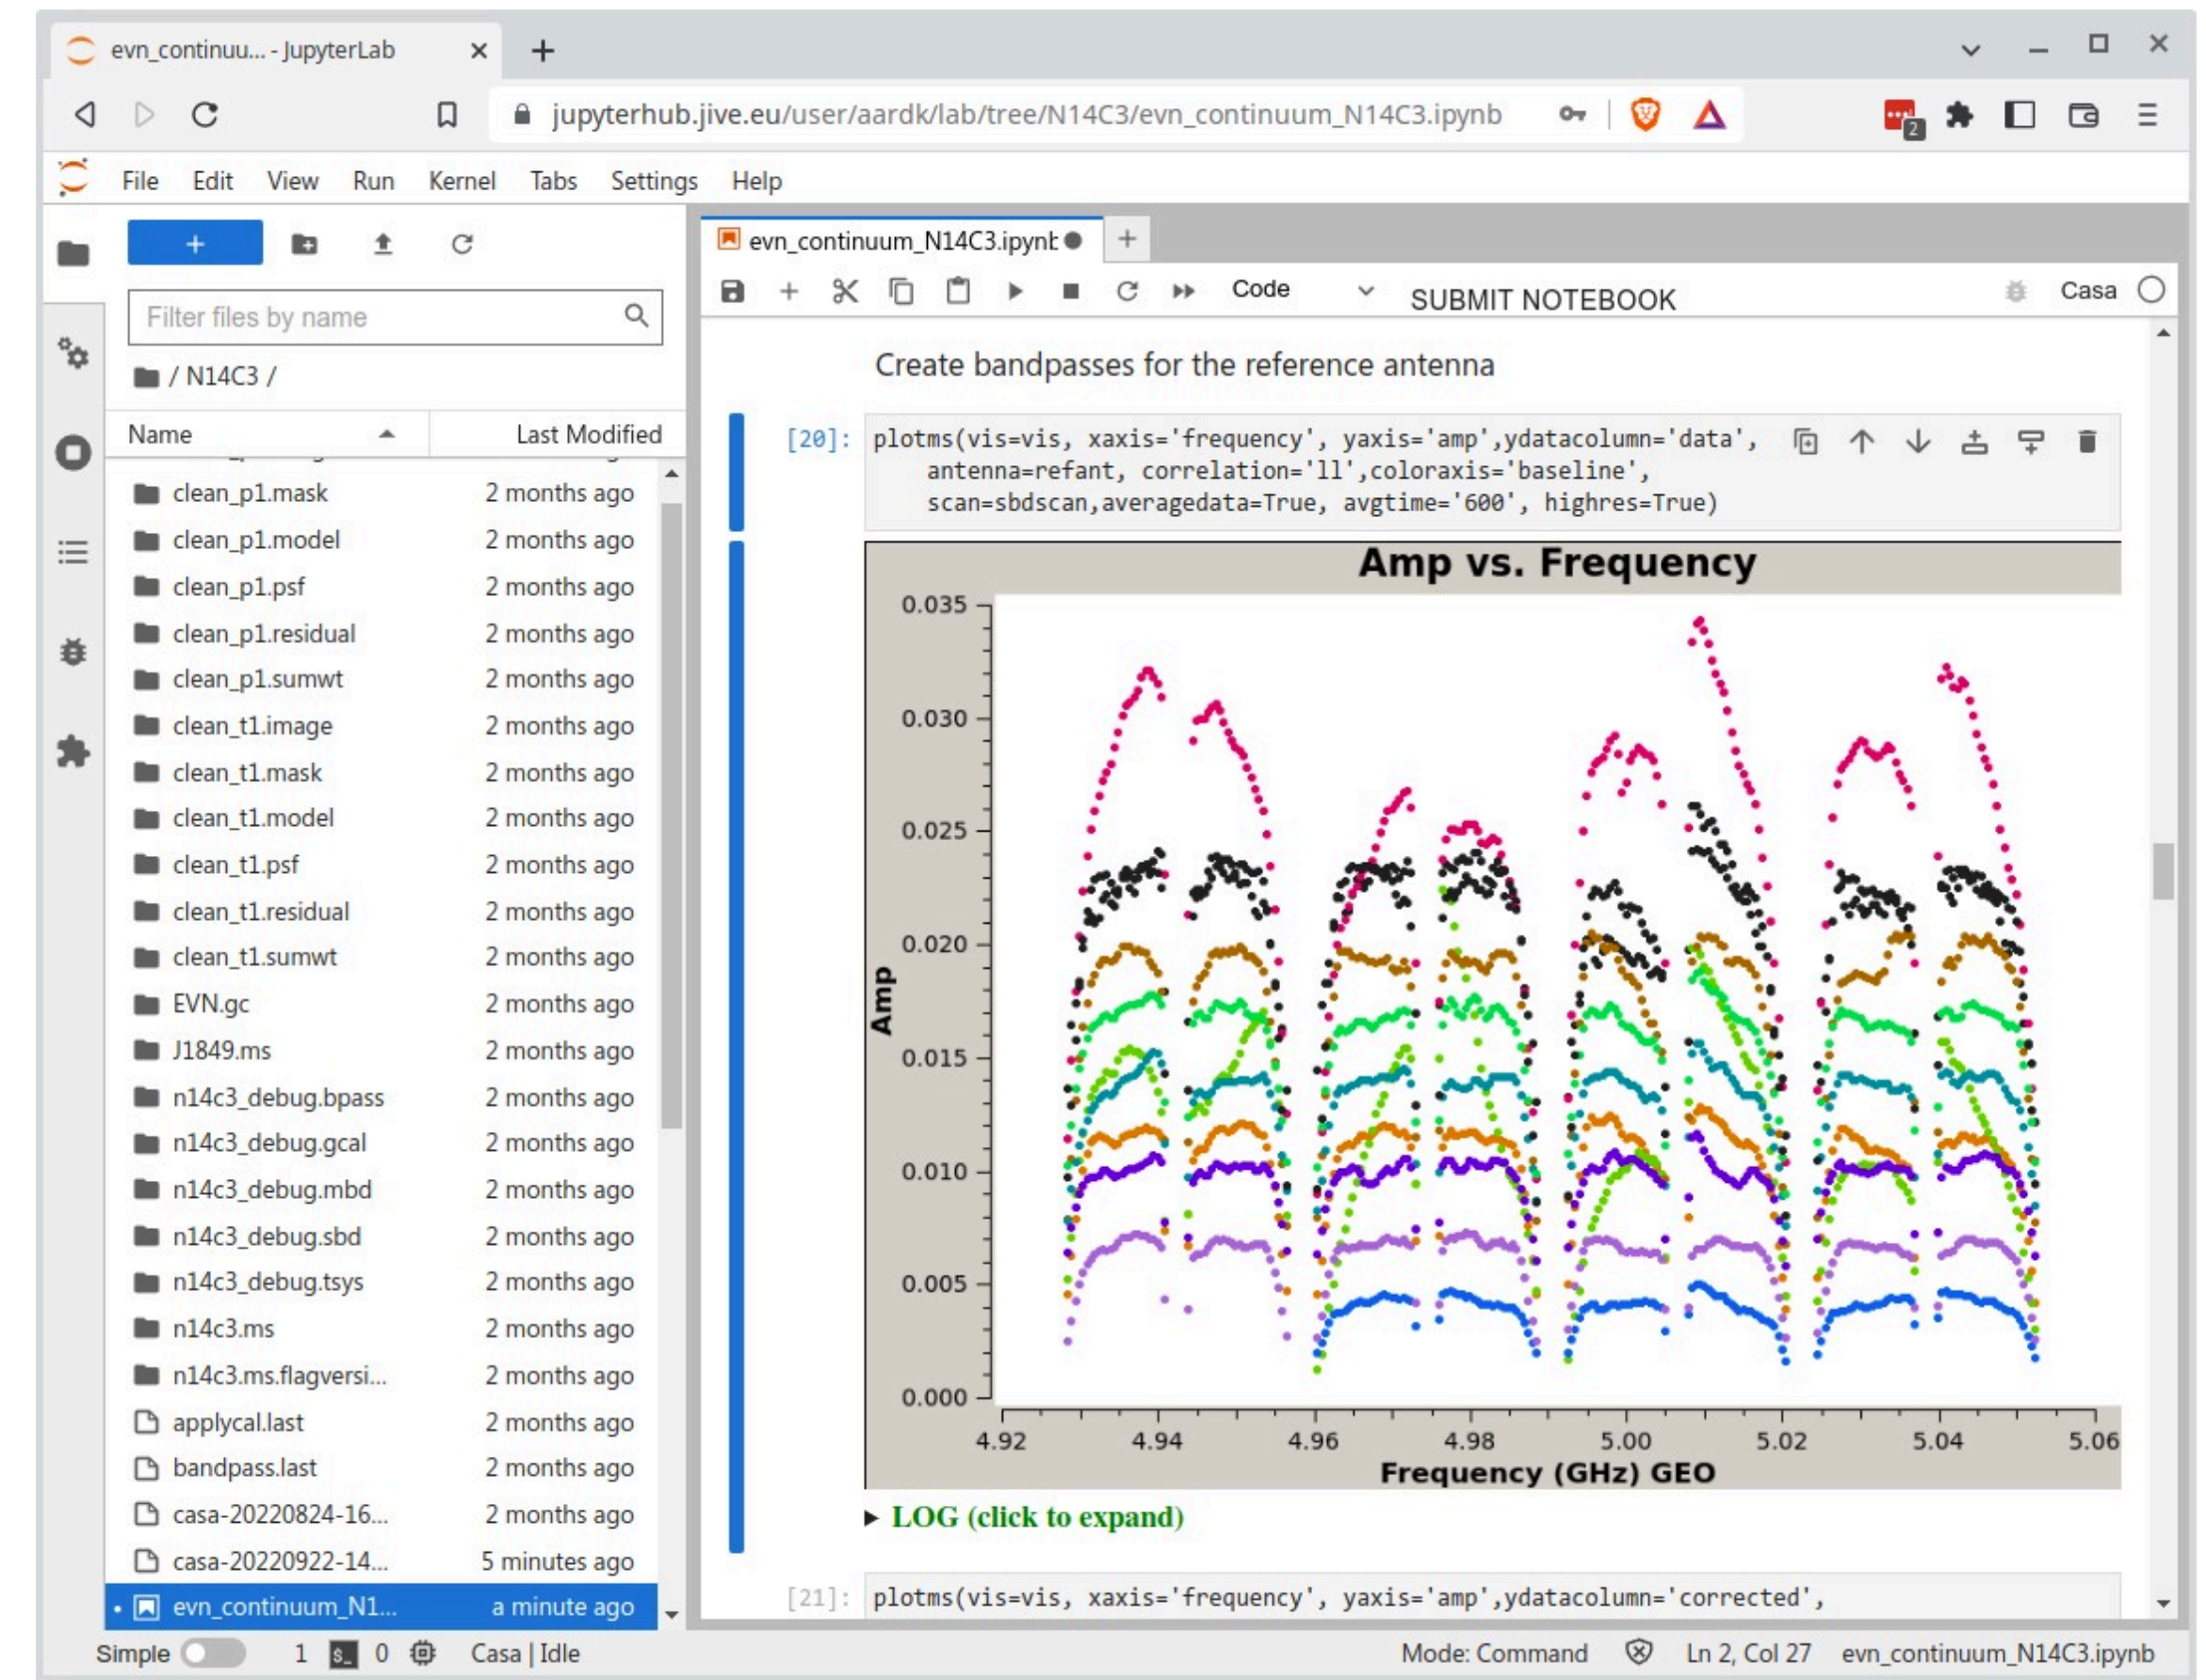 evn_continuu... - JupyterLab
jupyterhub.jive.eu/user/aardk/lab/tree/N14C3/evn_continuum_N14C3.ipynb
2
File Edit View Run Kernel Tabs Settings Help
Filter files by name
/ N14C3 /
Name Last Modified
clean_p1.mask 2 months ago
clean_p1.model 2 months ago
clean_p1.psf 2 months ago
clean_p1.residual 2 months ago
clean_p1.sumwt 2 months ago
clean_t1.image 2 months ago
clean_t1.mask 2 months ago
clean_t1.model 2 months ago
clean_t1.psf 2 months ago
clean_t1.residual 2 months ago
clean_t1.sumwt 2 months ago
EVN.gc 2 months ago
J1849.ms 2 months ago
n14c3_debug.bpass 2 months ago
n14c3_debug.gcal 2 months ago
n14c3_debug.mbd 2 months ago
n14c3_debug.sbd 2 months ago
n14c3_debug.tsys 2 months ago
n14c3.ms 2 months ago
n14c3.ms.flagversi... 2 months ago
applycal.last 2 months ago
bandpass.last 2 months ago
casa-20220824-16... 2 months ago
casa-20220922-14... 5 minutes ago
evn_continuum_N1... a minute ago
evn_continuum_N14C3.ipynb
Code SUBMIT NOTEBOOK Casa
Create bandpasses for the reference antenna
[20]: plotms(vis=vis, xaxis='frequency', yaxis='amp',ydatacolumn='data',
antenna=refant, correlation='ll',coloraxis='baseline',
scan=sbdscan,averagedata=True, avgtime='600', highres=True)
Amp vs. Frequency
0.035
0.030
0.025
0.020
0.015
0.010
0.005
0.000
Amp
4.92 4.94 4.96 4.98 5.00 5.02 5.04 5.06
Frequency (GHz) GEO
LOG (click to expand)
[21]: plotms(vis=vis, xaxis='frequency', yaxis='amp',ydatacolumn='corrected',
Simple 1 $_ 0 Casa | Idle Mode: Command Ln 2, Col 27 evn_continuum_N14C3.ipynb